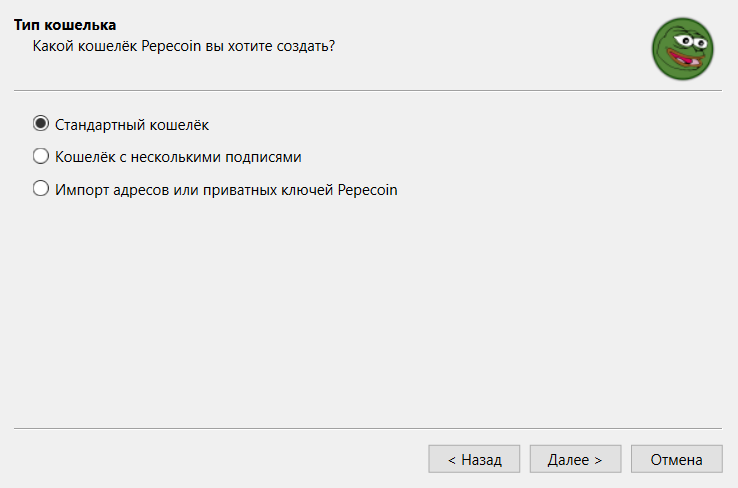 Тип кошелька
Какой кошелёк Pepecoin вы хотите создать?
Стандартный кошелёк
Кошелёк с несколькими подписями
Импорт адресов или приватных ключей Pepecoin
< Назад
Далее >
Отмена